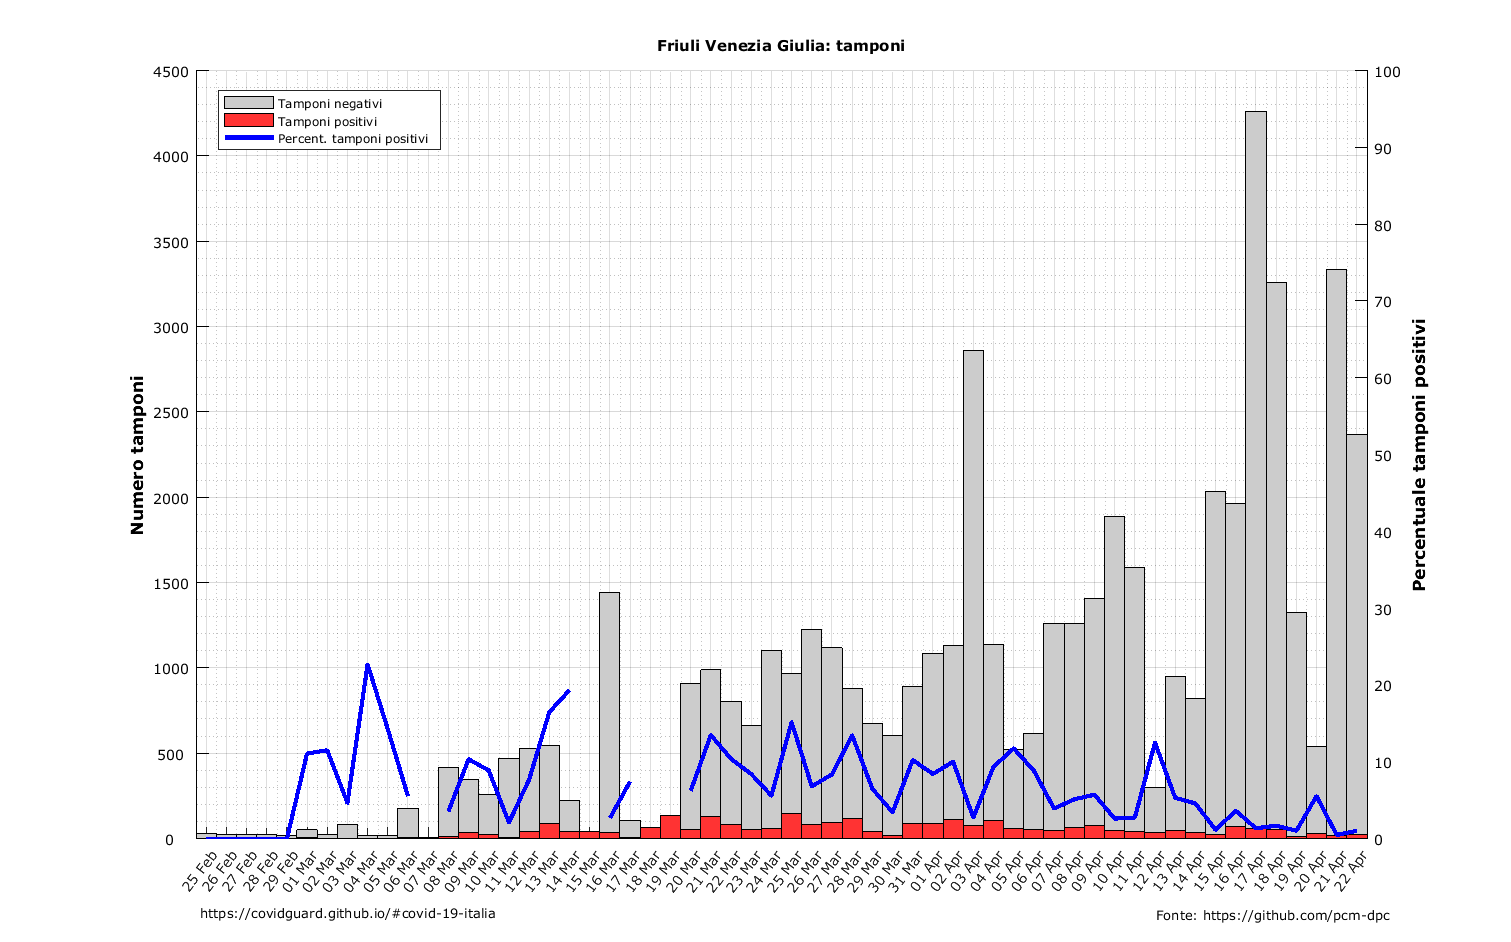 Friuli Venezia Giulia: tamponi
Tamponi negativi
Tamponi positivi
Percent. tamponi positivi
Numero tamponi
4500
4000
3500
3000
2500
2000
1500
1000
500
0
Percentuale tamponi positivi
100
90
80
70
60
50
40
30
20
10
0
25 Feb
26 Feb
27 Feb
28 Feb
29 Feb
01 Mar
02 Mar
03 Mar
04 Mar
05 Mar
06 Mar
07 Mar
08 Mar
09 Mar
10 Mar
11 Mar
12 Mar
13 Mar
14 Mar
15 Mar
16 Mar
17 Mar
18 Mar
19 Mar
20 Mar
21 Mar
22 Mar
23 Mar
24 Mar
25 Mar
26 Mar
27 Mar
28 Mar
29 Mar
30 Mar
31 Mar
01 Apr
02 Apr
03 Apr
04 Apr
05 Apr
06 Apr
07 Apr
08 Apr
09 Apr
10 Apr
11 Apr
12 Apr
13 Apr
14 Apr
15 Apr
16 Apr
17 Apr
18 Apr
19 Apr
20 Apr
21 Apr
22 Apr
https://covidguard.github.io/#covid-19-italia
Fonte: https://github.com/pcm-dpc